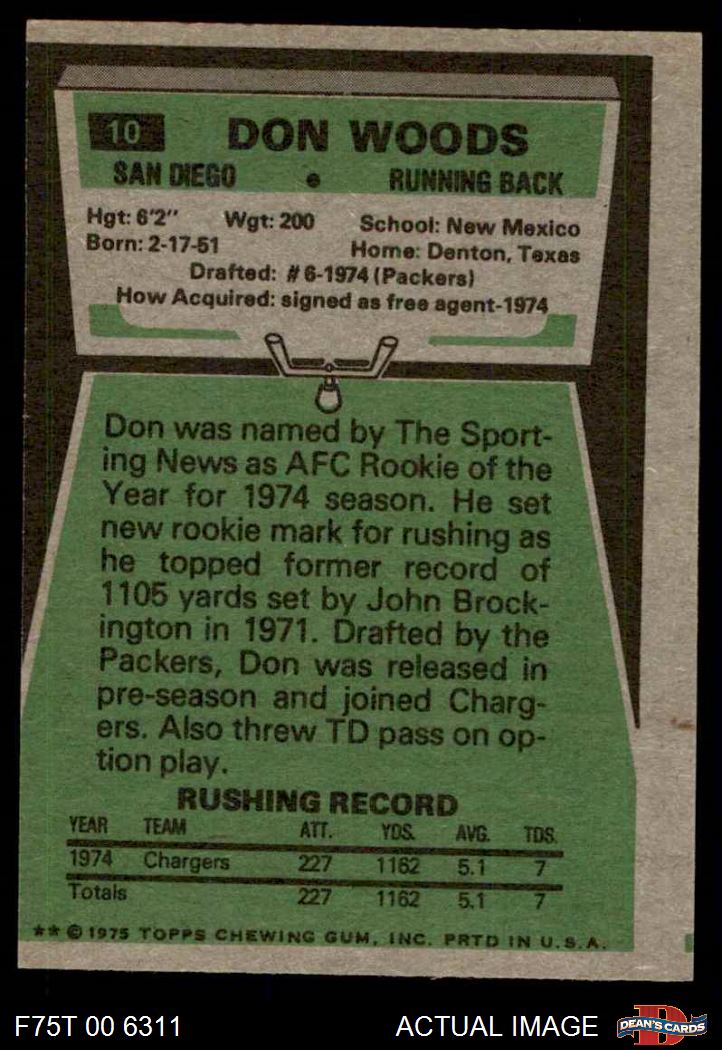 10 DON WOODS
SAN DIEGO • RUNNING BACK
Hgt: 6'2" Wgt: 200 School: New Mexico
Born: 2-17-51 Home: Denton, Texas
Drafted: #6-1974 (Packers)
How Acquired: signed as free agent-1974
Don was named by The Sport-
ing News as AFC Rookie of the
Year for 1974 season. He set
new rookie mark for rushing as
he topped former record of
1105 yards set by John Brock-
ington in 1971. Drafted by the
Packers, Don was released in
pre-season and joined Charg-
ers. Also threw TD pass on op-
tion play.
RUSHING RECORD
YEAR TEAM ATT. YDS. AVG. TDS.
1974 Chargers 227 1162 5.1 7
Totals 227 1162 5.1 7
** © 1975 TOPPS CHEWING GUM, INC. PRTD IN U.S.A.
F75T 00 6311 ACTUAL IMAGE D DEAN'S CARDS